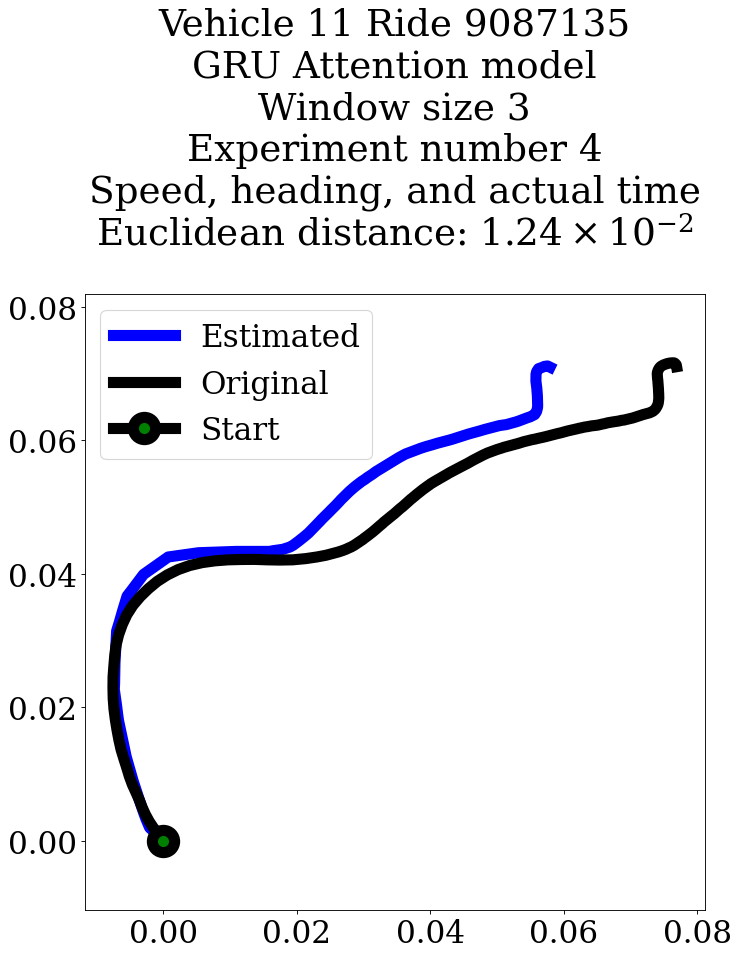 Vehicle 11 Ride 9087135
GRU Attention model
Window size 3
Experiment number 4
Speed, heading, and actual time
Euclidean distance: 1.24 × 10⁻²
0.08
0.06
0.04
0.02
0.00
Estimated
Original
Start
0.00 0.02 0.04 0.06 0.08